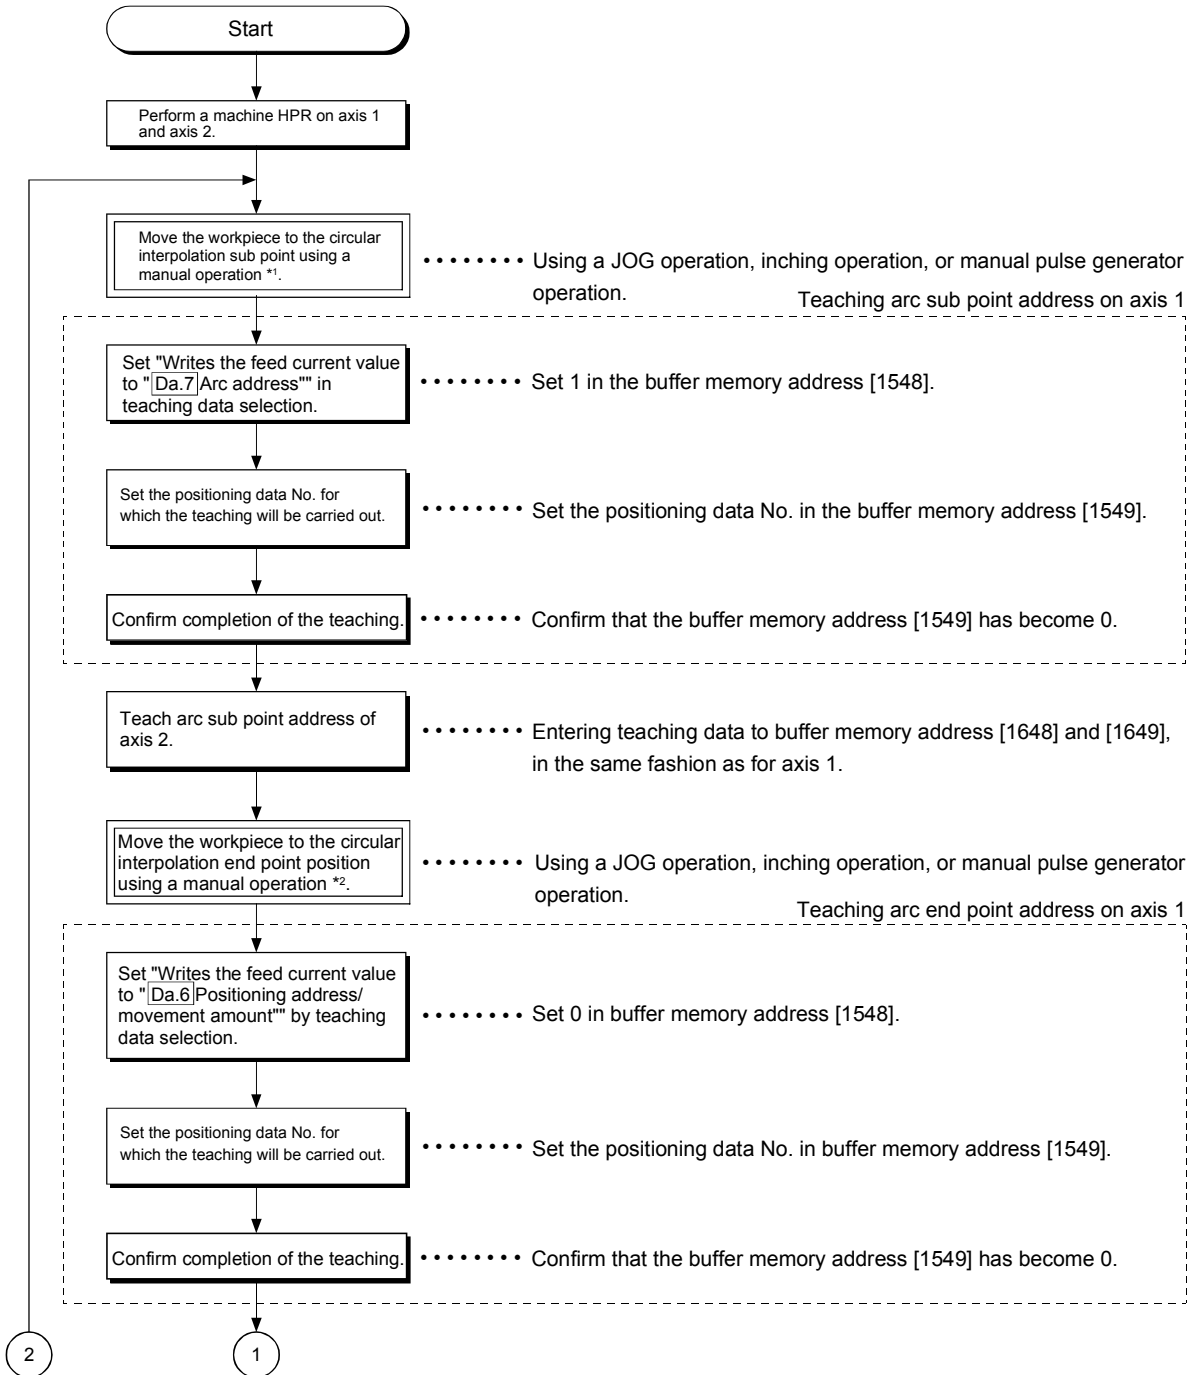 Start
Perform a machine HPR on axis 1
and axis 2.
Move the workpiece to the circular
interpolation sub point using a
manual operation *1.
•••••••• Using a JOG operation, inching operation, or manual pulse generator
operation.
Teaching arc sub point address on axis 1
Set "Writes the feed current value
to " Da.7 Arc address"" in
teaching data selection.
•••••••• Set 1 in the buffer memory address [1548].
Set the positioning data No. for
which the teaching will be carried out.
•••••••• Set the positioning data No. in the buffer memory address [1549].
Confirm completion of the teaching.
•••••••• Confirm that the buffer memory address [1549] has become 0.
Teach arc sub point address of
axis 2.
•••••••• Entering teaching data to buffer memory address [1648] and [1649],
in the same fashion as for axis 1.
Move the workpiece to the circular
interpolation end point position
using a manual operation *2.
•••••••• Using a JOG operation, inching operation, or manual pulse generator
operation.
Teaching arc end point address on axis 1
Set "Writes the feed current value
to " Da.6 Positioning address/
movement amount"" by teaching
data selection.
•••••••• Set 0 in buffer memory address [1548].
Set the positioning data No. for
which the teaching will be carried out.
•••••••• Set the positioning data No. in buffer memory address [1549].
Confirm completion of the teaching.
•••••••• Confirm that the buffer memory address [1549] has become 0.
2
1